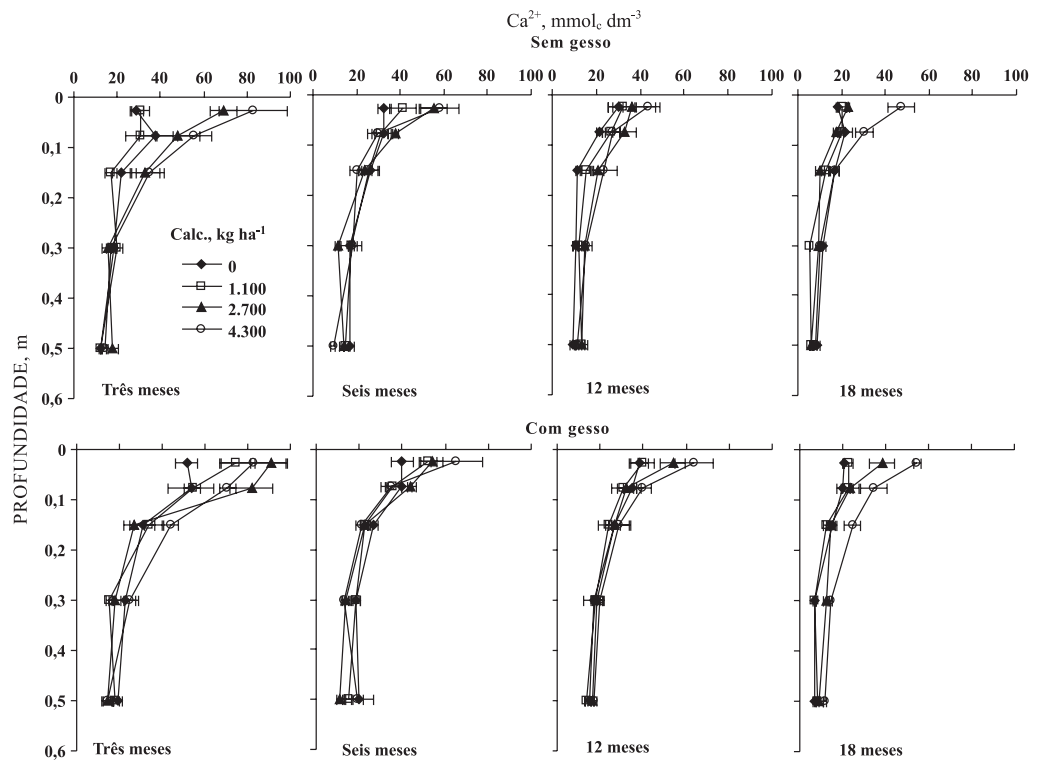 Ca²⁺, mmol_c dm⁻³
Sem gesso
0 20 40 60 80 100 0 20 40 60 80 100 0 20 40 60 80 100 0 20 40 60 80 100
0
0,1
0,2
0,3
0,4
0,5
0,6
Calc., kg ha⁻¹
0
1.100
2.700
4.300
Três meses Seis meses 12 meses 18 meses
PROFUNDIDADE, m
Com gesso
0
0,1
0,2
0,3
0,4
0,5
0,6
Três meses Seis meses 12 meses 18 meses